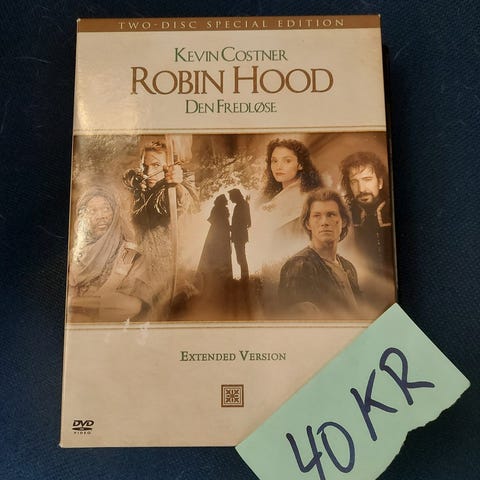 TWO-DISC SPECIAL EDITION
KEVIN COSTNER
ROBIN HOOD
DEN FREDLØSE
EXTENDED VERSION
DVD
VIDEO
40 KR